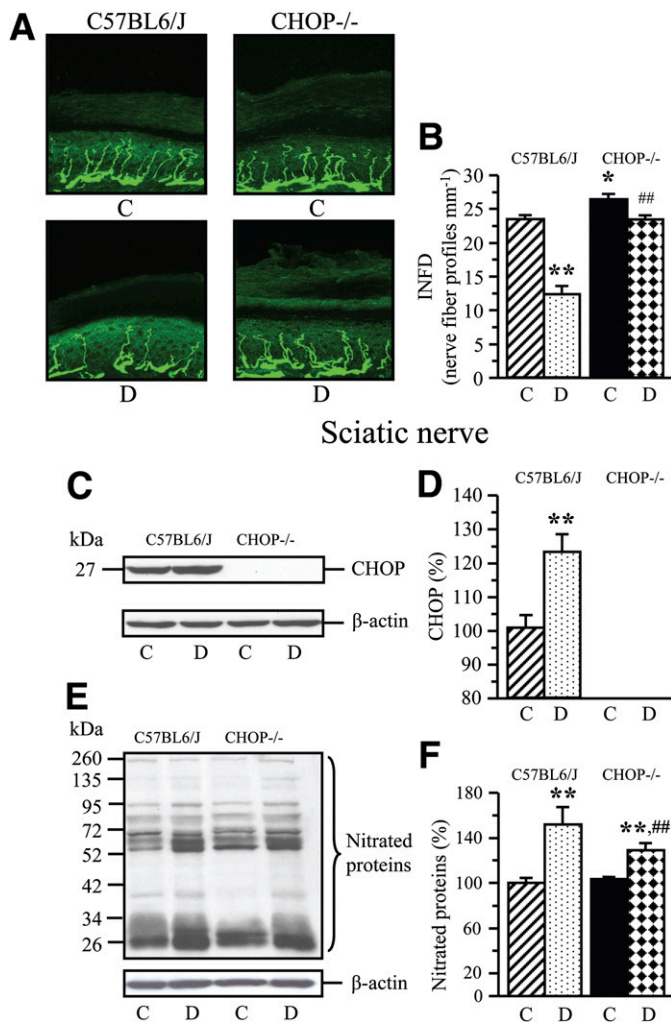 A
C57BL6/J CHOP-/-
C C
D D
B
C57BL6/J CHOP-/-
INFD
(nerve fiber profiles mm-1)
35
30
25
20
15
10
5
0
* ** ##
C D C D
Sciatic nerve
C
kDa
C57BL6/J CHOP-/-
27 CHOP
β-actin
C D C D
D
C57BL6/J CHOP-/-
CHOP (%)
140
130
120
110
100
90
80
**
C D C D
E
kDa
C57BL6/J CHOP-/-
260
135
95
72
52
42
34
26
Nitrated
proteins
β-actin
C D C D
F
C57BL6/J CHOP-/-
Nitrated proteins (%)
180
140
100
60
30
0
** **,##
C D C D